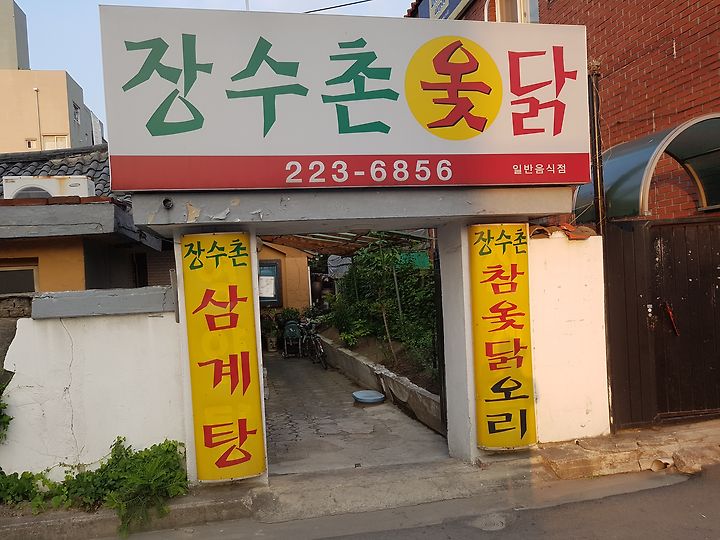 장수촌옻닭
223-6856
일반음식점
장수촌
삼계탕
장수촌
참옻닭오리